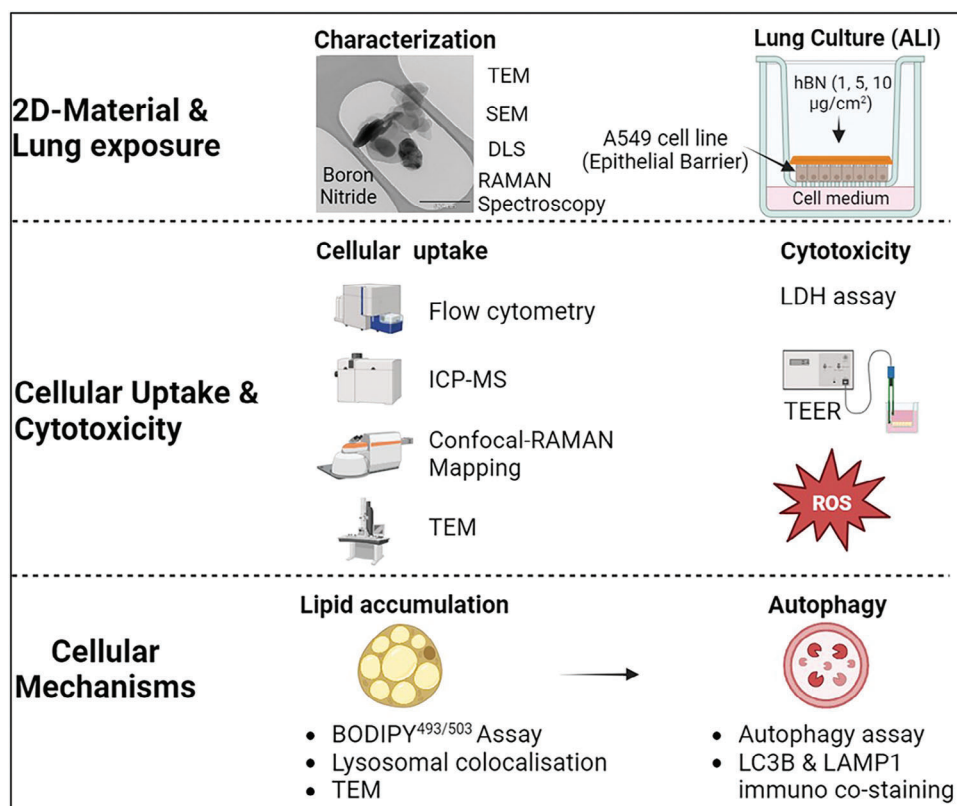 2D-Material &
Lung exposure
Characterization
TEM
SEM
DLS
RAMAN
Spectroscopy
Boron
Nitride
Lung Culture (ALI)
hBN (1, 5, 10
µg/cm²)
A549 cell line
(Epithelial Barrier)
Cell medium
Cellular Uptake &
Cytotoxicity
Cellular uptake
Flow cytometry
ICP-MS
Confocal-RAMAN
Mapping
TEM
Cytotoxicity
LDH assay
TEER
ROS
Cellular
Mechanisms
Lipid accumulation
• BODIPY⁴⁹³/⁵⁰³ Assay
• Lysosomal colocalisation
• TEM
Autophagy
• Autophagy assay
• LC3B & LAMP1
immuno co-staining